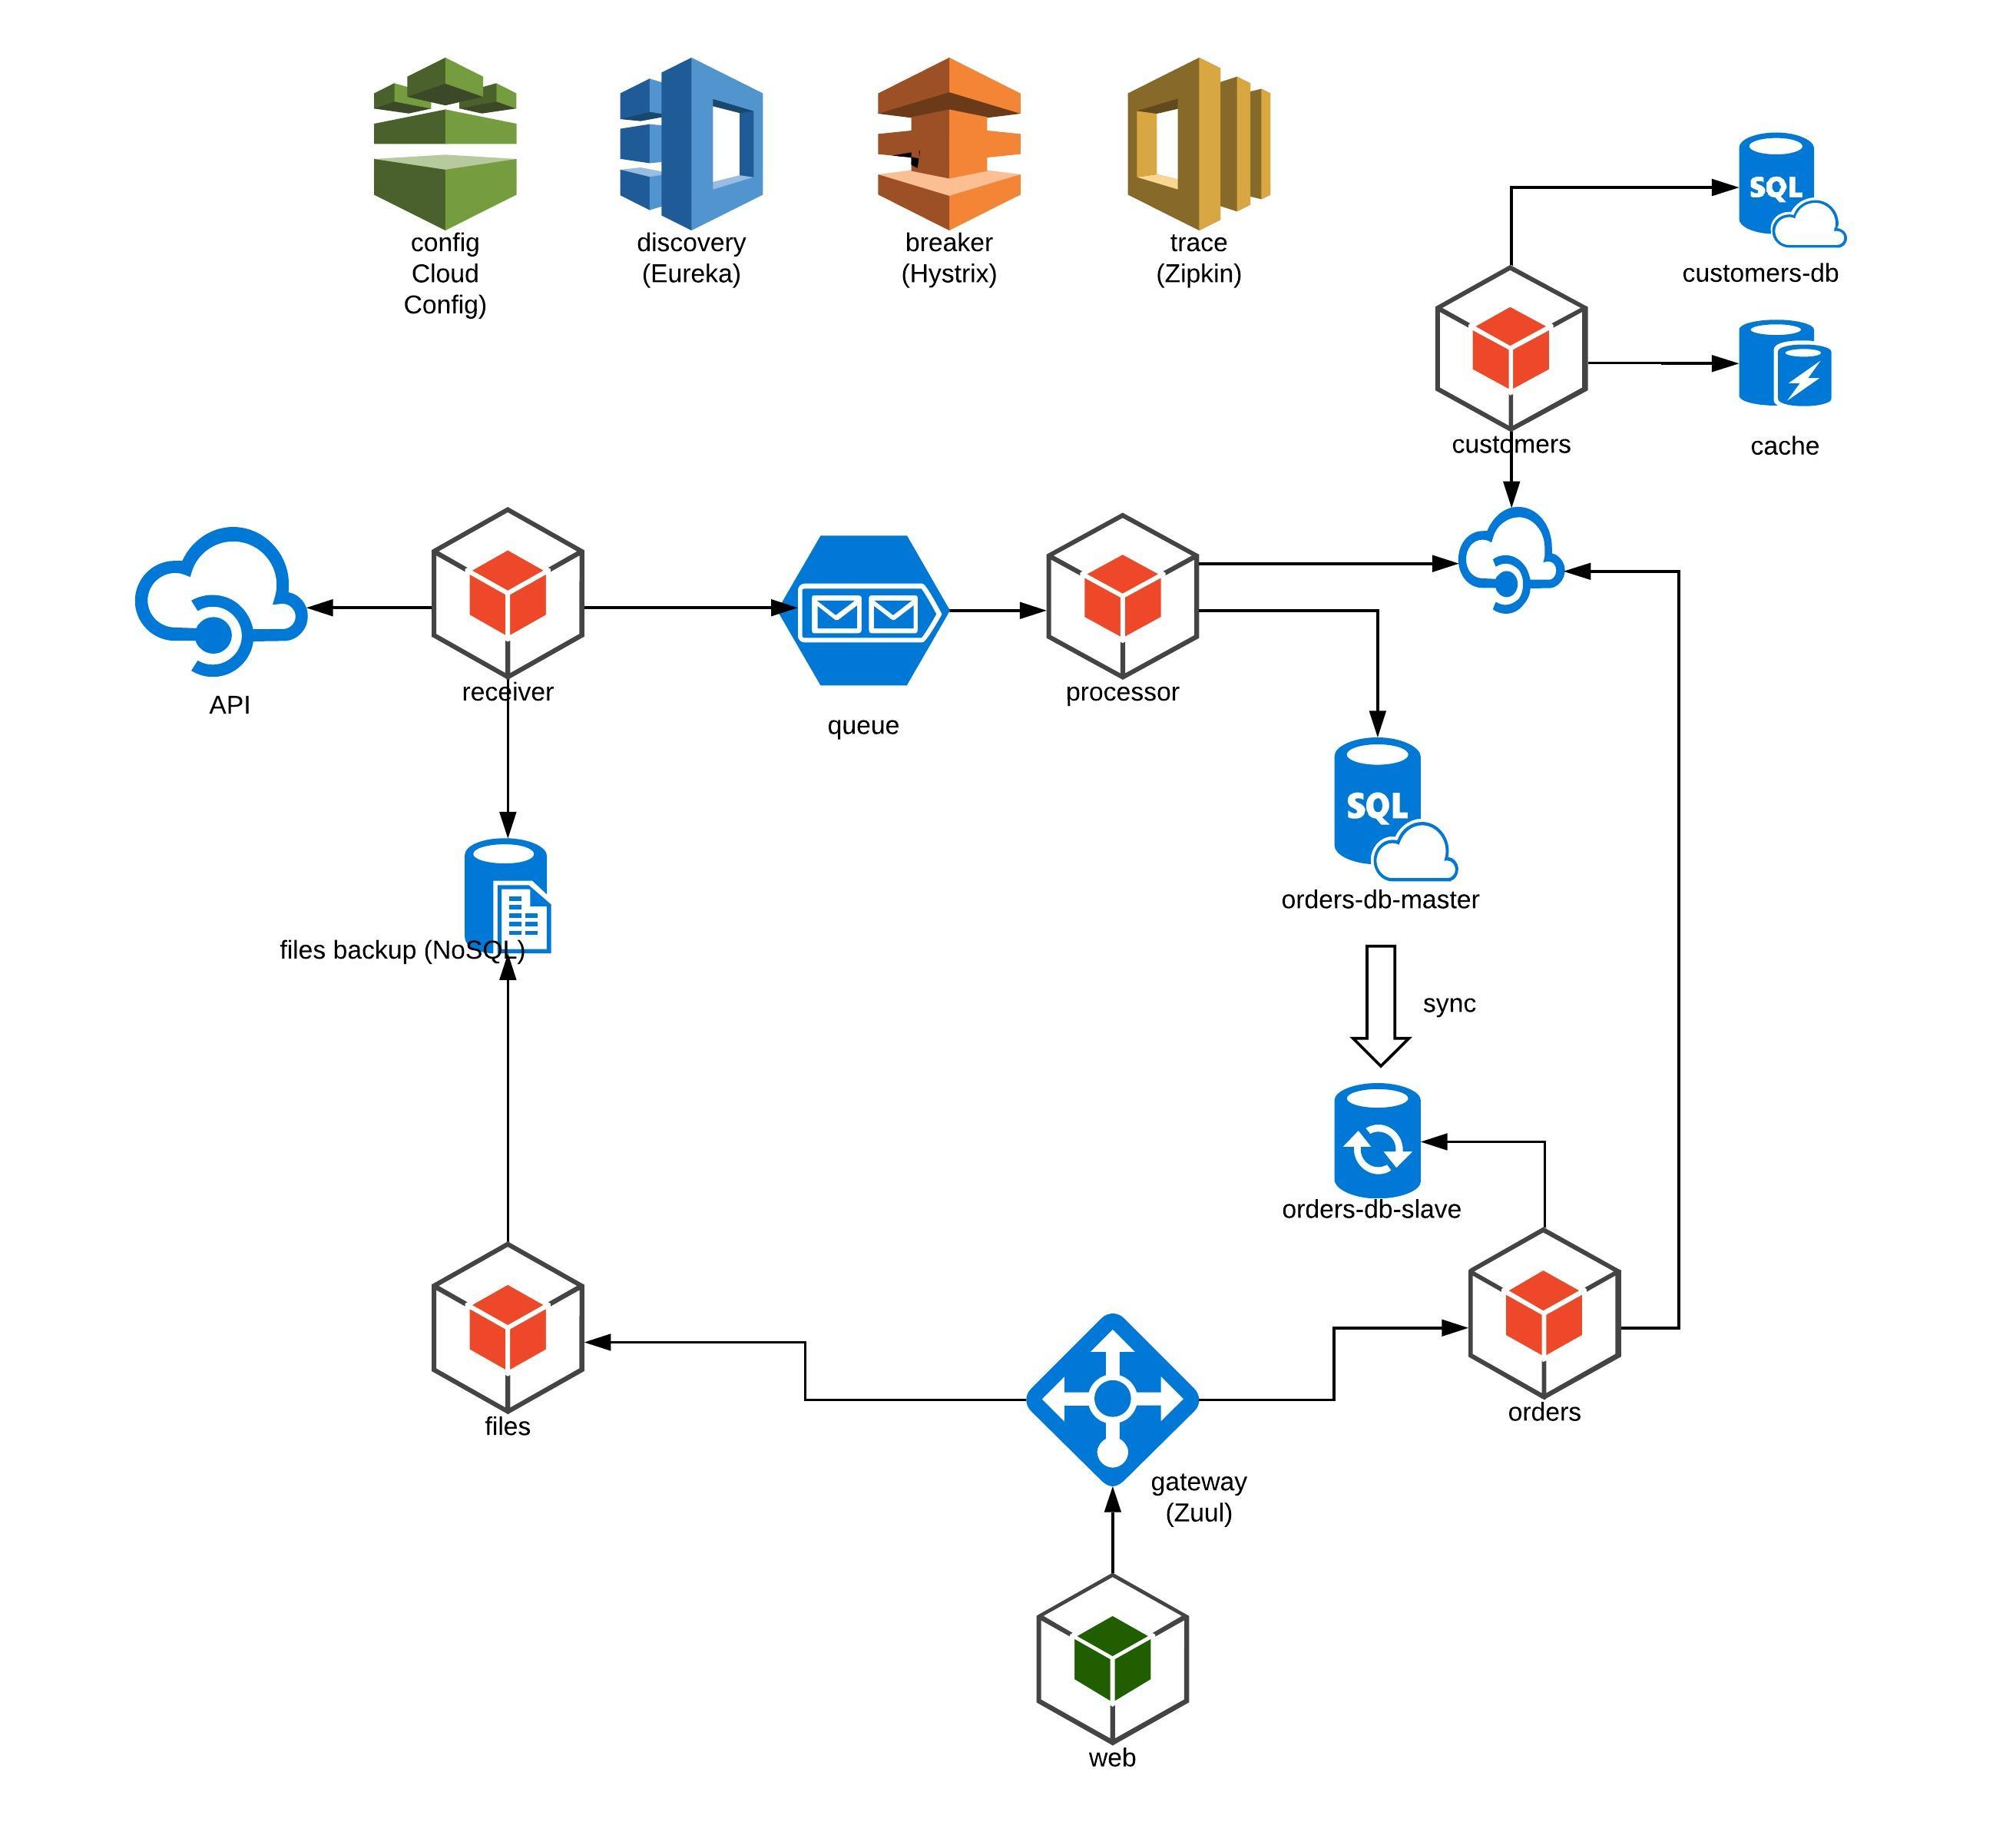 config
Cloud
Config)
discovery
(Eureka)
breaker
(Hystrix)
trace
(Zipkin)
SQL
customers-db
customers
cache
API
receiver
queue
processor
SQL
orders-db-master
files backup (NoSQL)
sync
orders-db-slave
files
orders
gateway
(Zuul)
web